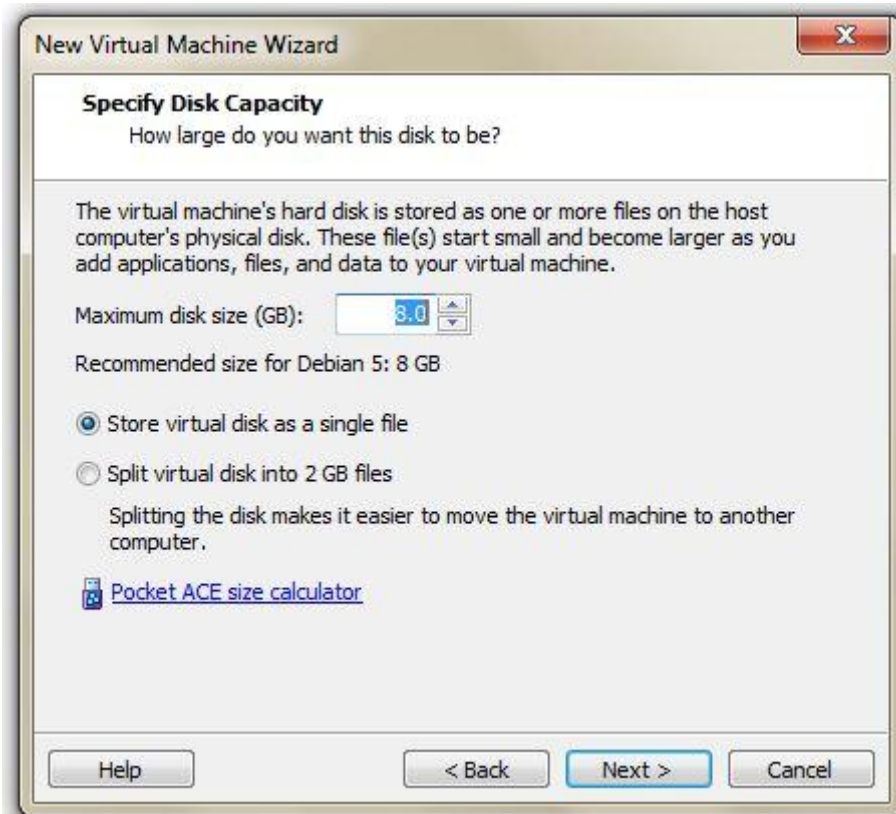 New Virtual Machine Wizard
Specify Disk Capacity
How large do you want this disk to be?
The virtual machine's hard disk is stored as one or more files on the host
computer's physical disk. These file(s) start small and become larger as you
add applications, files, and data to your virtual machine.
Maximum disk size (GB): 8.0
Recommended size for Debian 5: 8 GB
Store virtual disk as a single file
Split virtual disk into 2 GB files
Splitting the disk makes it easier to move the virtual machine to another
computer.
Pocket ACE size calculator
Help < Back Next > Cancel